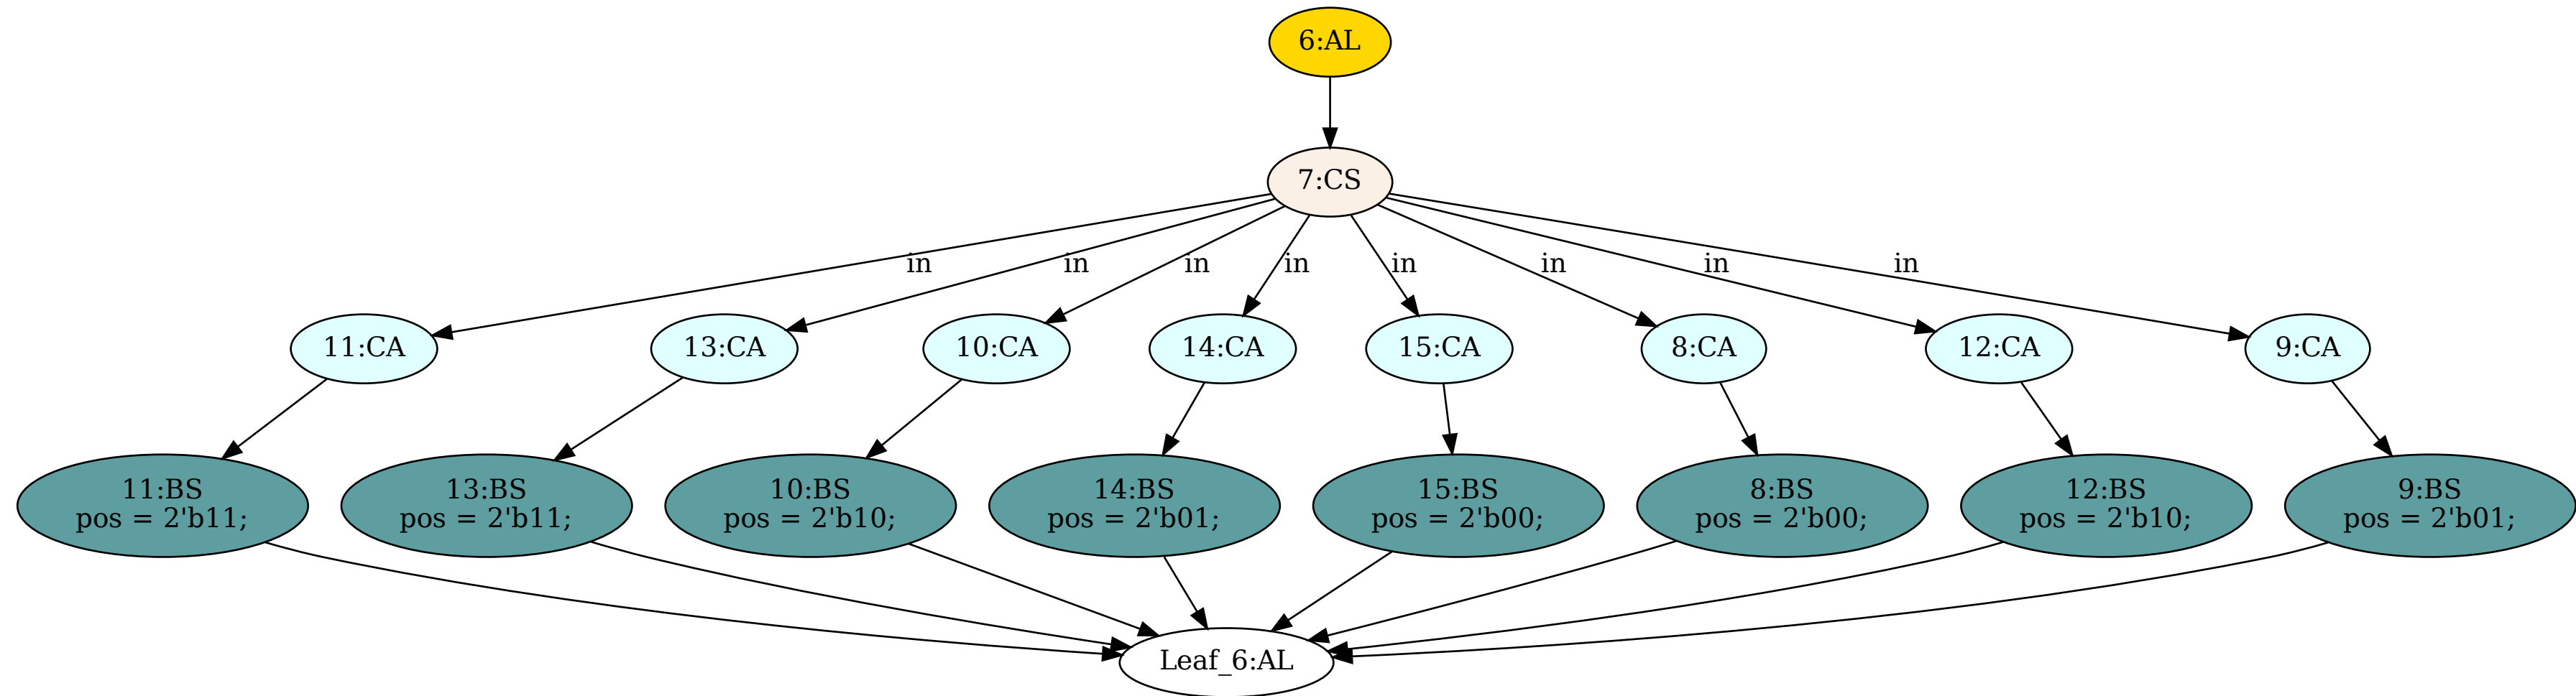 6:AL
7:CS
in
in
in
in
in
in
in
in
11:CA
13:CA
10:CA
14:CA
15:CA
8:CA
12:CA
9:CA
11:BS
pos = 2'b11;
13:BS
pos = 2'b11;
10:BS
pos = 2'b10;
14:BS
pos = 2'b01;
15:BS
pos = 2'b00;
8:BS
pos = 2'b00;
12:BS
pos = 2'b10;
9:BS
pos = 2'b01;
Leaf_6:AL